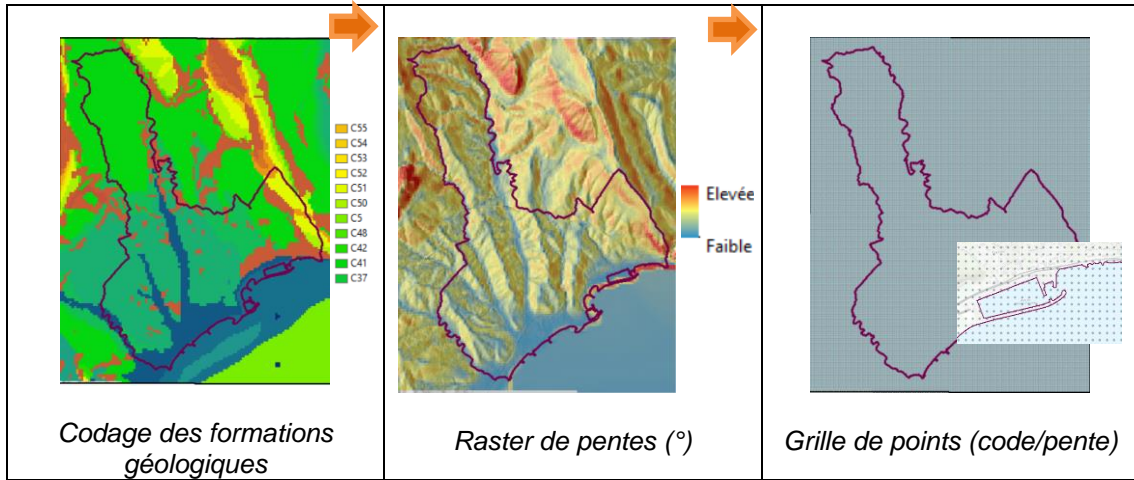 C55
C54
C53
C52
C51
C50
C5
C48
C42
C41
C37
Codage des formations
géologiques
Elevée
Faible
Raster de pentes (°)
Grille de points (code/pente)